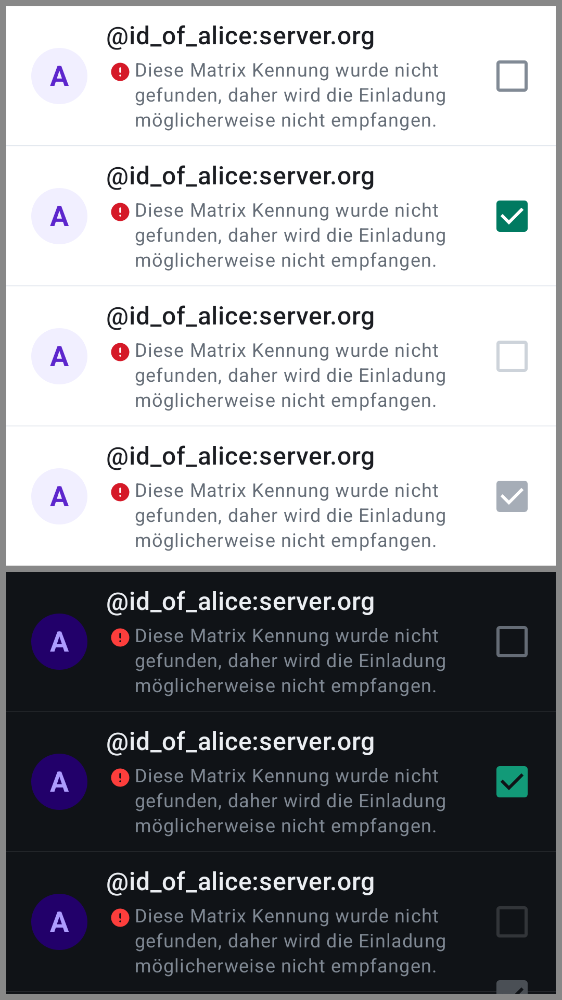 @id_of_alice:server.org
A
Diese Matrix Kennung wurde nicht
gefunden, daher wird die Einladung
möglicherweise nicht empfangen.
@id_of_alice:server.org
A
Diese Matrix Kennung wurde nicht
gefunden, daher wird die Einladung
möglicherweise nicht empfangen.
@id_of_alice:server.org
A
Diese Matrix Kennung wurde nicht
gefunden, daher wird die Einladung
möglicherweise nicht empfangen.
@id_of_alice:server.org
A
Diese Matrix Kennung wurde nicht
gefunden, daher wird die Einladung
möglicherweise nicht empfangen.
@id_of_alice:server.org
A
Diese Matrix Kennung wurde nicht
gefunden, daher wird die Einladung
möglicherweise nicht empfangen.
@id_of_alice:server.org
A
Diese Matrix Kennung wurde nicht
gefunden, daher wird die Einladung
möglicherweise nicht empfangen.
@id_of_alice:server.org
A
Diese Matrix Kennung wurde nicht
gefunden, daher wird die Einladung
möglicherweise nicht empfangen.